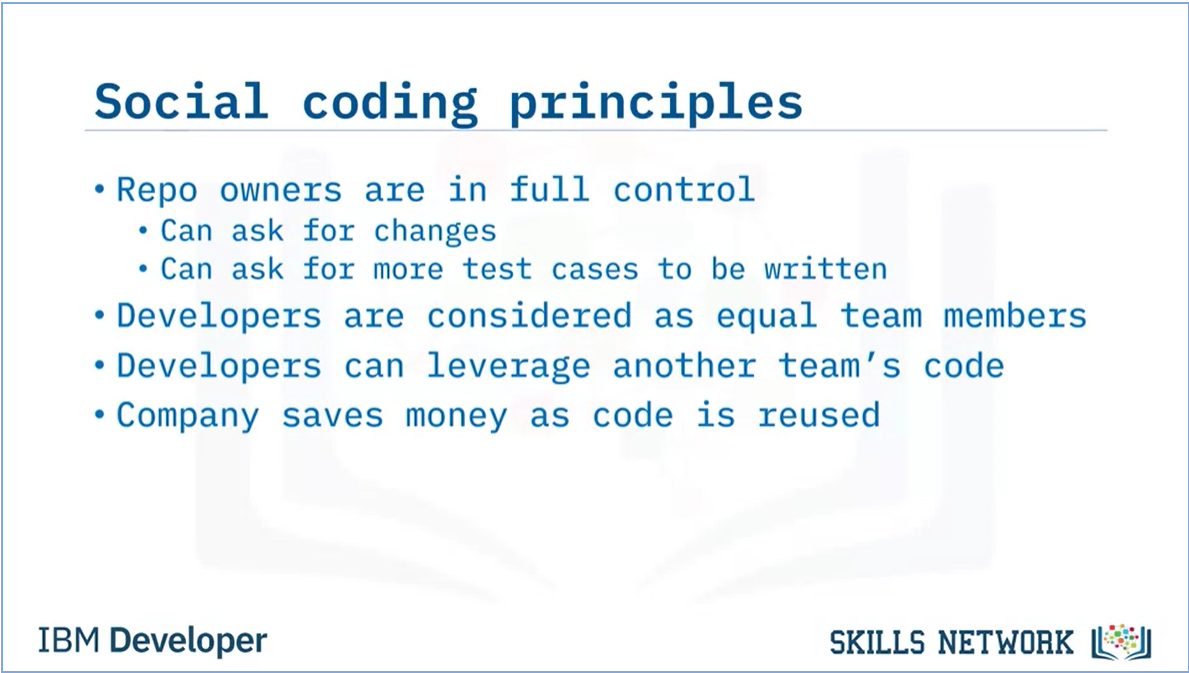 Social coding principles
• Repo owners are in full control
• Can ask for changes
• Can ask for more test cases to be written
• Developers are considered as equal team members
• Developers can leverage another team’s code
• Company saves money as code is reused
IBM Developer
SKILLS NETWORK